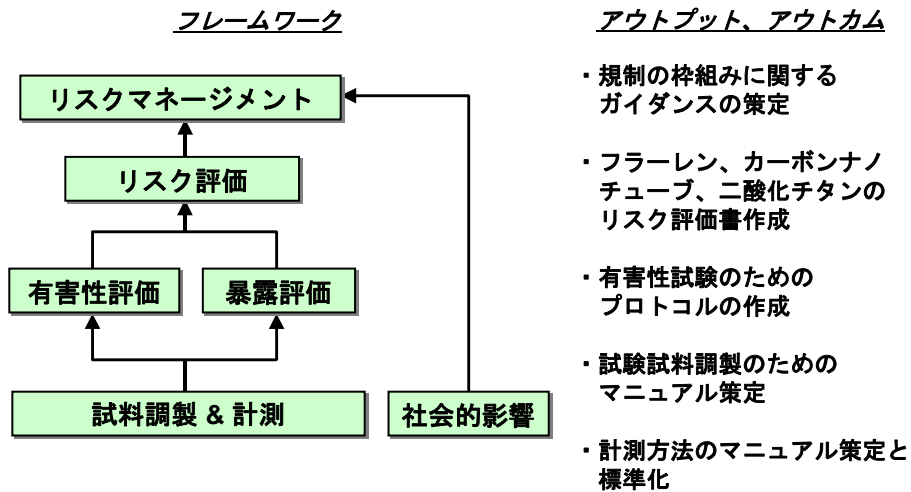 フレームワーク
リスクマネージメント
リスク評価
有害性評価
暴露評価
試料調製 & 計測
社会的影響
アウトプット、アウトカム
・規制の枠組みに関する
ガイダンスの策定
・フラーレン、カーボンナノ
チューブ、二酸化チタンの
リスク評価書作成
・有害性試験のための
プロトコルの作成
・試験試料調製のための
マニュアル策定
・計測方法のマニュアル策定と
標準化